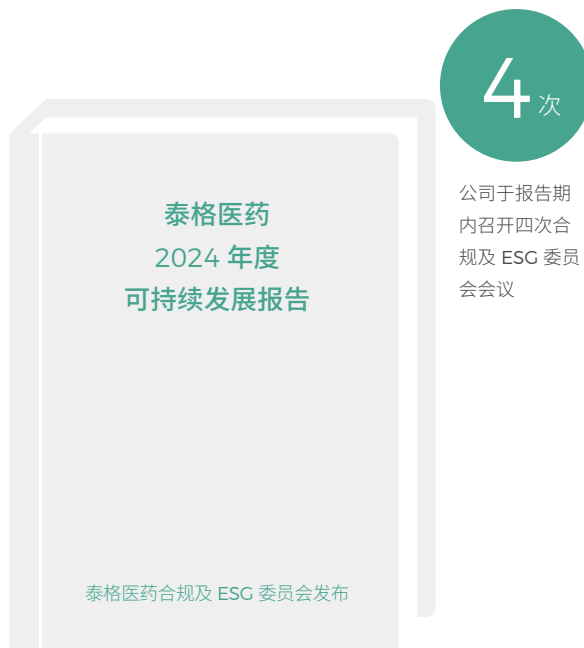 4 次
公司于报告期
内召开四次合
规及 ESG 委员
会会议
泰格医药
2024 年度
可持续发展报告
泰格医药合规及 ESG 委员会发布